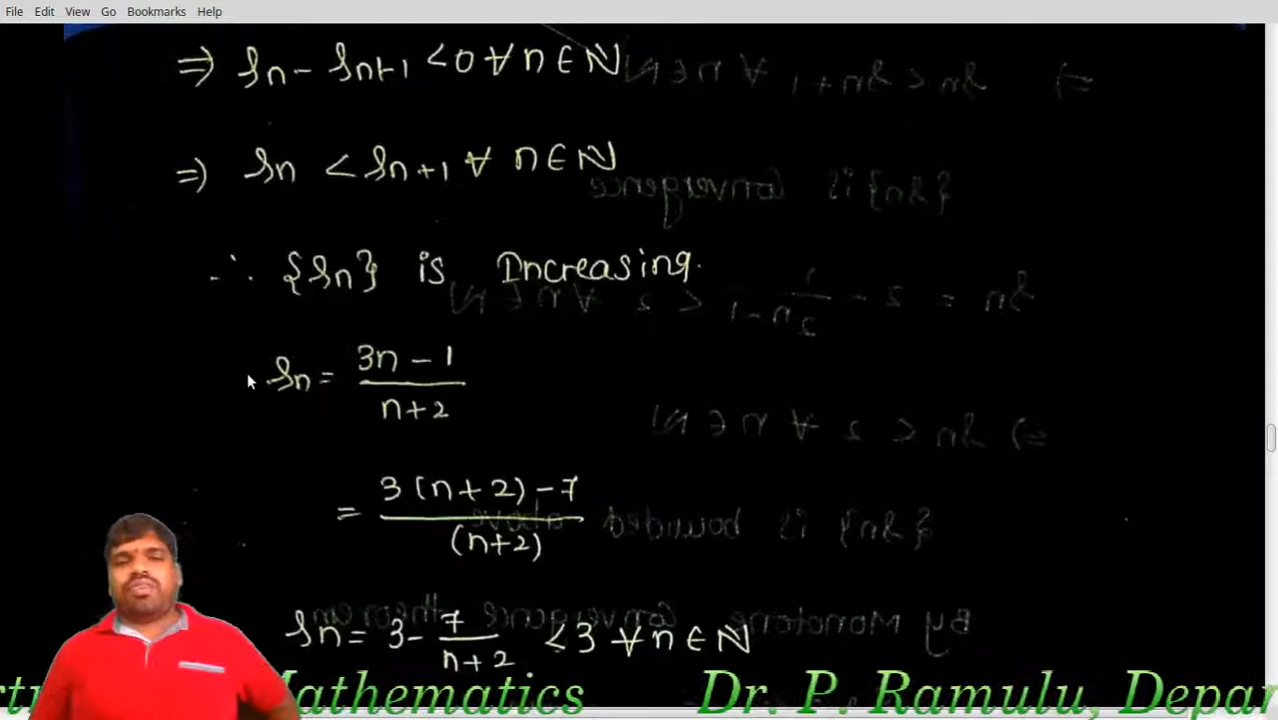 File Edit View Go Bookmarks Help
⇒ Sn - Sn+1 < 0 ∀ n ∈ ℕ
⇒ Sn < Sn+1 ∀ n ∈ ℕ
∴ {Sn} is Increasing.
Sn = 3n - 1 / n+2
= 3(n+2) - 7 / (n+2)
Sn = 3 - 7 / n+2 < 3 ∀ n ∈ N
Mathematics Dr. P. Ramulu, Depar